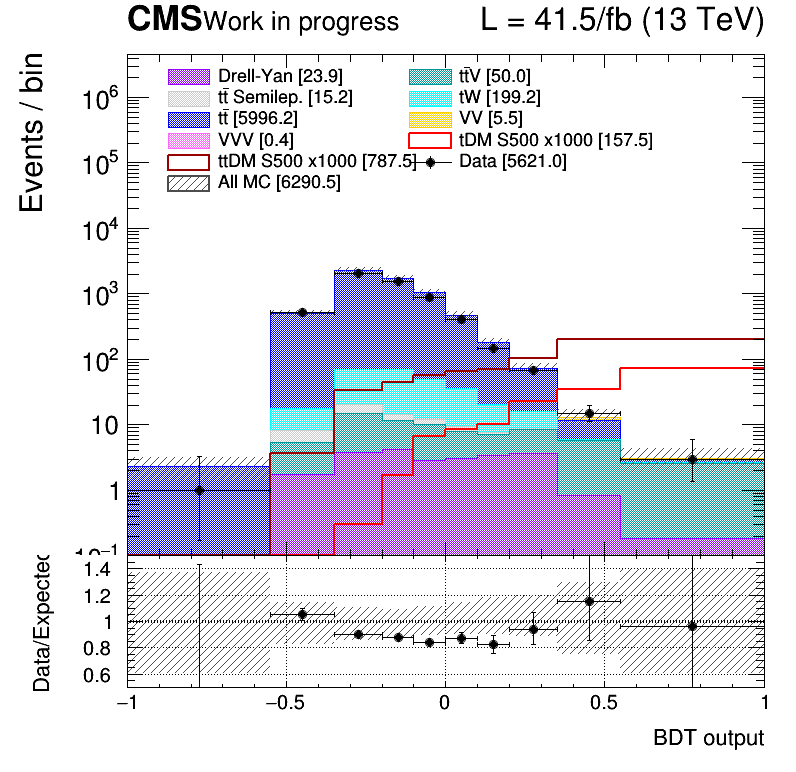 CMS Work in progress L = 41.5/fb (13 TeV)
Events / bin
Drell-Yan [23.9] tt̄V [50.0]
tt̄ Semilep. [15.2] tW [199.2]
tt̄ [5996.2] VV [5.5]
VVV [0.4] tDM S500 x1000 [157.5]
ttDM S500 x1000 [787.5] Data [5621.0]
All MC [6290.5]
10⁶
10⁵
10⁴
10³
10²
10
1
10⁻¹
Data/Expected
1.4
1.2
1
0.8
0.6
−1 −0.5 0 0.5 1
BDT output